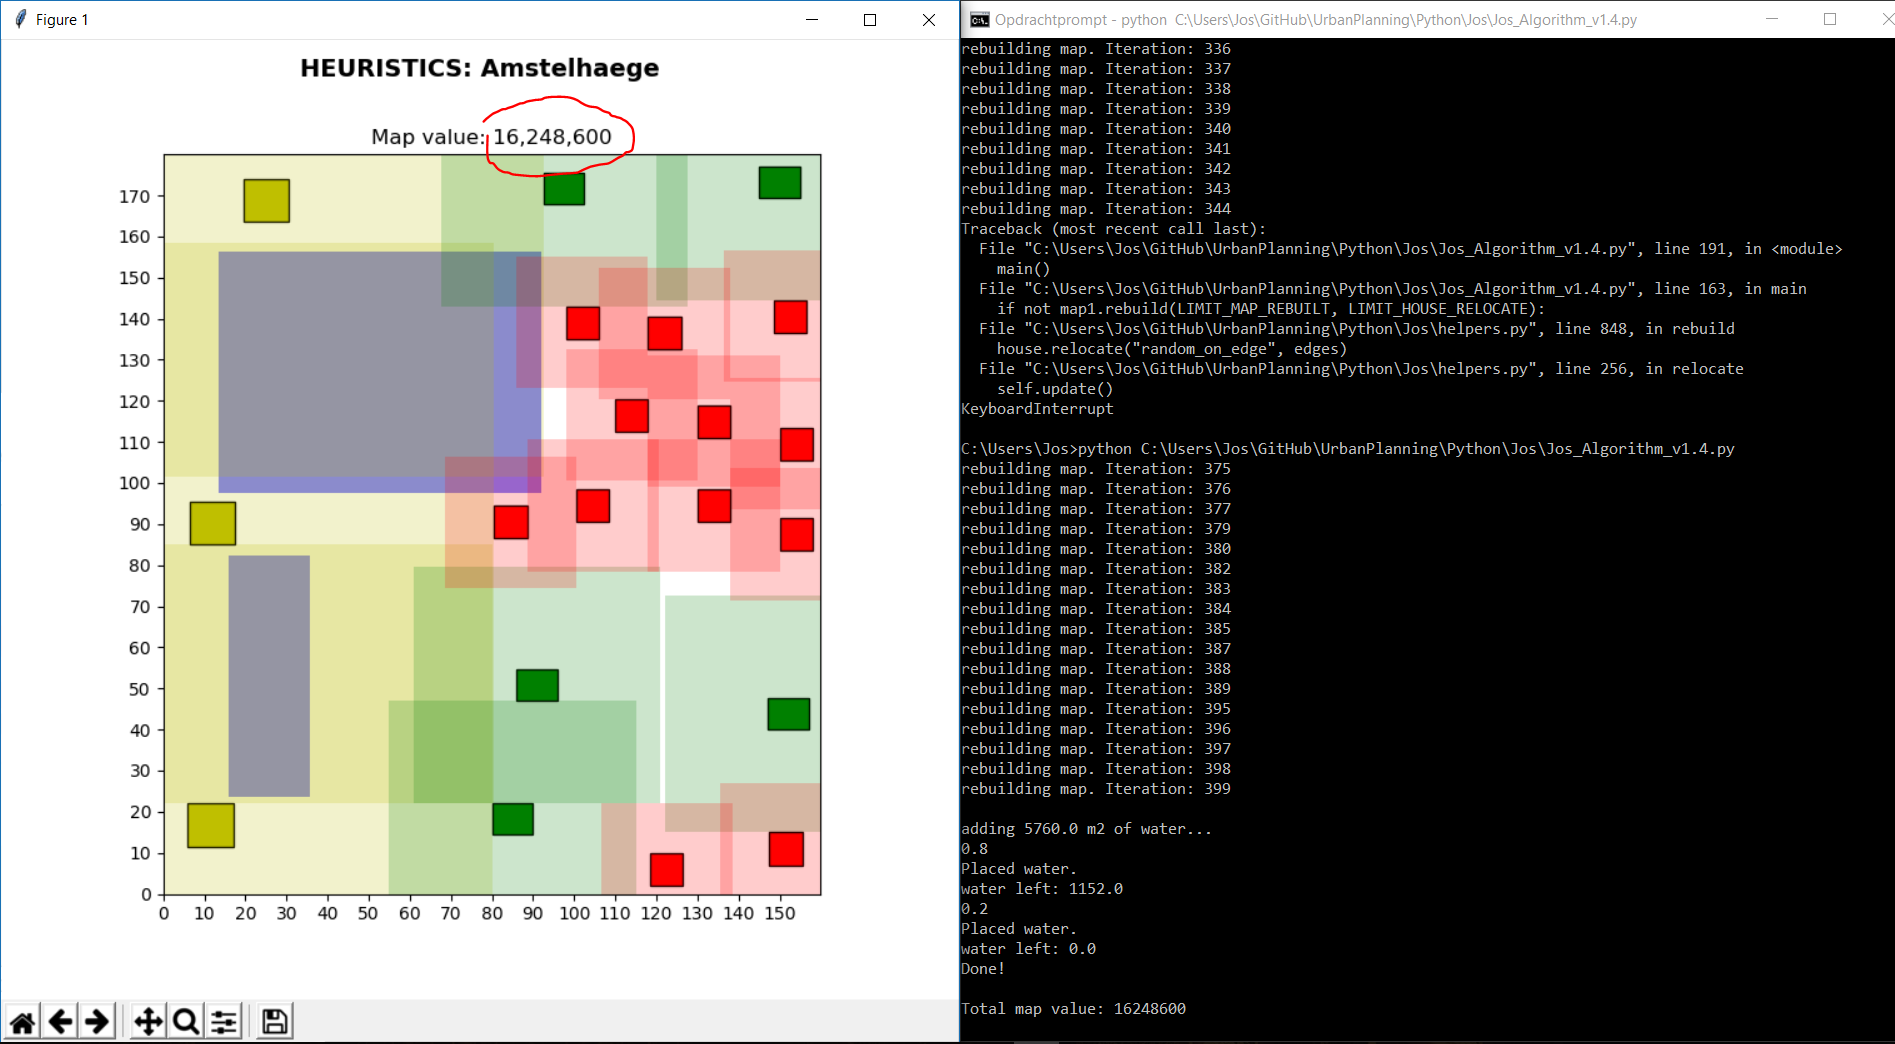 Figure 1
HEURISTICS: Amstelhaege
Map value: 16,248,600
170
160
150
140
130
120
110
100
90
80
70
60
50
40
30
20
10
0
0 10 20 30 40 50 60 70 80 90 100 110 120 130 140 150
Opdrachtprompt - python C:\Users\Jos\GitHub\UrbanPlanning\Python\Jos\Jos_Algorithm_v1.4.py
rebuilding map. Iteration: 336
rebuilding map. Iteration: 337
rebuilding map. Iteration: 338
rebuilding map. Iteration: 339
rebuilding map. Iteration: 340
rebuilding map. Iteration: 341
rebuilding map. Iteration: 342
rebuilding map. Iteration: 343
rebuilding map. Iteration: 344
Traceback (most recent call last):
File "C:\Users\Jos\GitHub\UrbanPlanning\Python\Jos\Jos_Algorithm_v1.4.py", line 191, in <module>
main()
File "C:\Users\Jos\GitHub\UrbanPlanning\Python\Jos\Jos_Algorithm_v1.4.py", line 163, in main
if not map1.rebuild(LIMIT_MAP_REBUILT, LIMIT_HOUSE_RELOCATE):
File "C:\Users\Jos\GitHub\UrbanPlanning\Python\Jos\helpers.py", line 848, in rebuild
house.relocate("random_on_edge", edges)
File "C:\Users\Jos\GitHub\UrbanPlanning\Python\Jos\helpers.py", line 256, in relocate
self.update()
KeyboardInterrupt
C:\Users\Jos>python C:\Users\Jos\GitHub\UrbanPlanning\Python\Jos\Jos_Algorithm_v1.4.py
rebuilding map. Iteration: 375
rebuilding map. Iteration: 376
rebuilding map. Iteration: 377
rebuilding map. Iteration: 379
rebuilding map. Iteration: 380
rebuilding map. Iteration: 382
rebuilding map. Iteration: 383
rebuilding map. Iteration: 384
rebuilding map. Iteration: 385
rebuilding map. Iteration: 387
rebuilding map. Iteration: 388
rebuilding map. Iteration: 389
rebuilding map. Iteration: 395
rebuilding map. Iteration: 396
rebuilding map. Iteration: 397
rebuilding map. Iteration: 398
rebuilding map. Iteration: 399
adding 5760.0 m2 of water...
0.8
Placed water.
water left: 1152.0
0.2
Placed water.
water left: 0.0
Done!
Total map value: 16248600